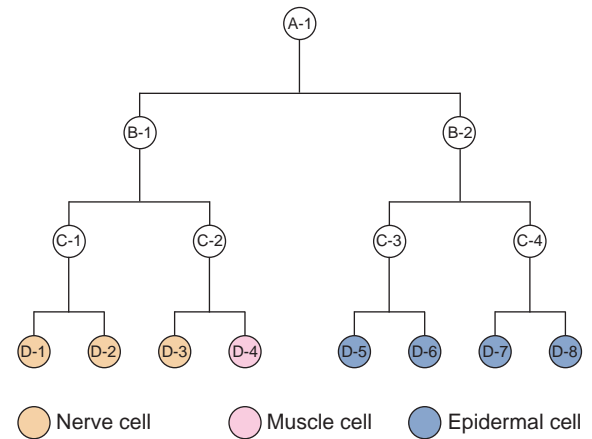 A-1
B-1 B-2
C-1 C-2 C-3 C-4
D-1 D-2 D-3 D-4 D-5 D-6 D-7 D-8
Nerve cell Muscle cell Epidermal cell